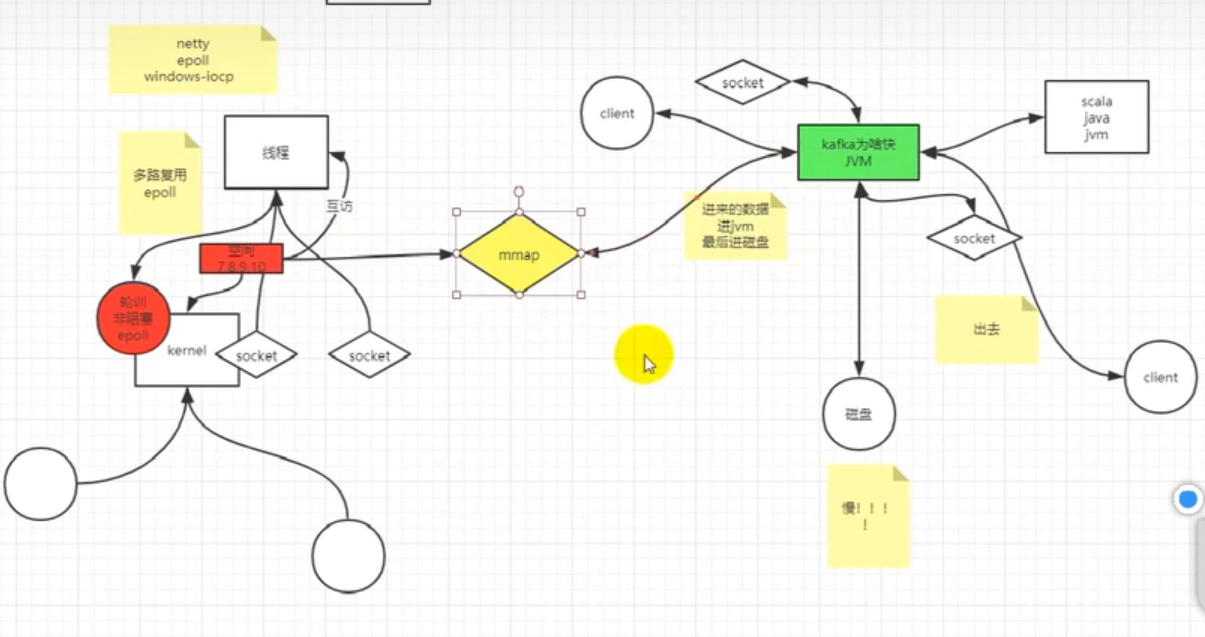 netty
epoll
windows-iocp
多路复用
epoll
线程
互访
空间
7.8.9.10
轮训
非阻塞
epoll
kernel
socket
socket
mmap
client
socket
kafka为啥快
JVM
scala
java
jvm
进来的数据
进jvm
最后进磁盘
socket
出去
client
磁盘
慢！！！
！